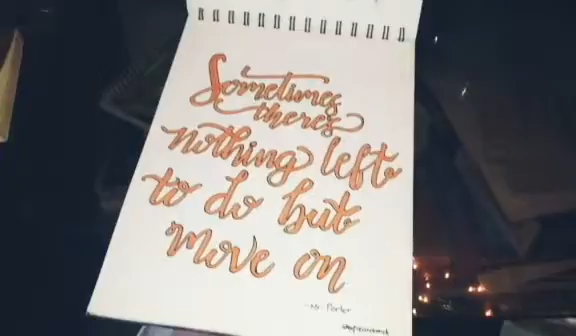 Sometimes
there's
nothing left
to do but
move on
- Mr. Porter